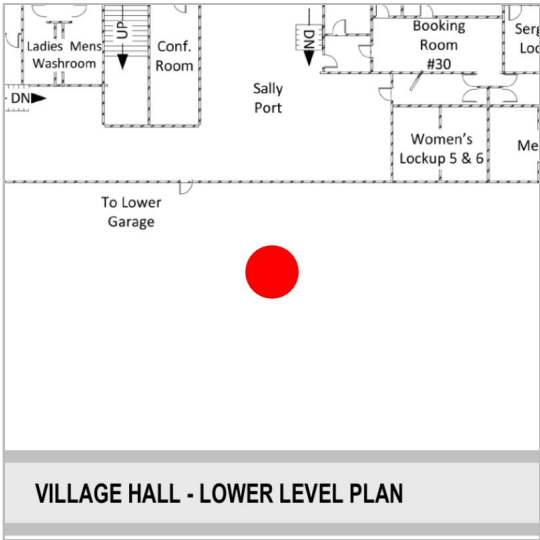 Ladies Mens
Washroom
UP
Conf.
Room
DN
Booking
Room
#30
DN
Sally
Port
Women's
Lockup 5 & 6
To Lower
Garage
VILLAGE HALL - LOWER LEVEL PLAN